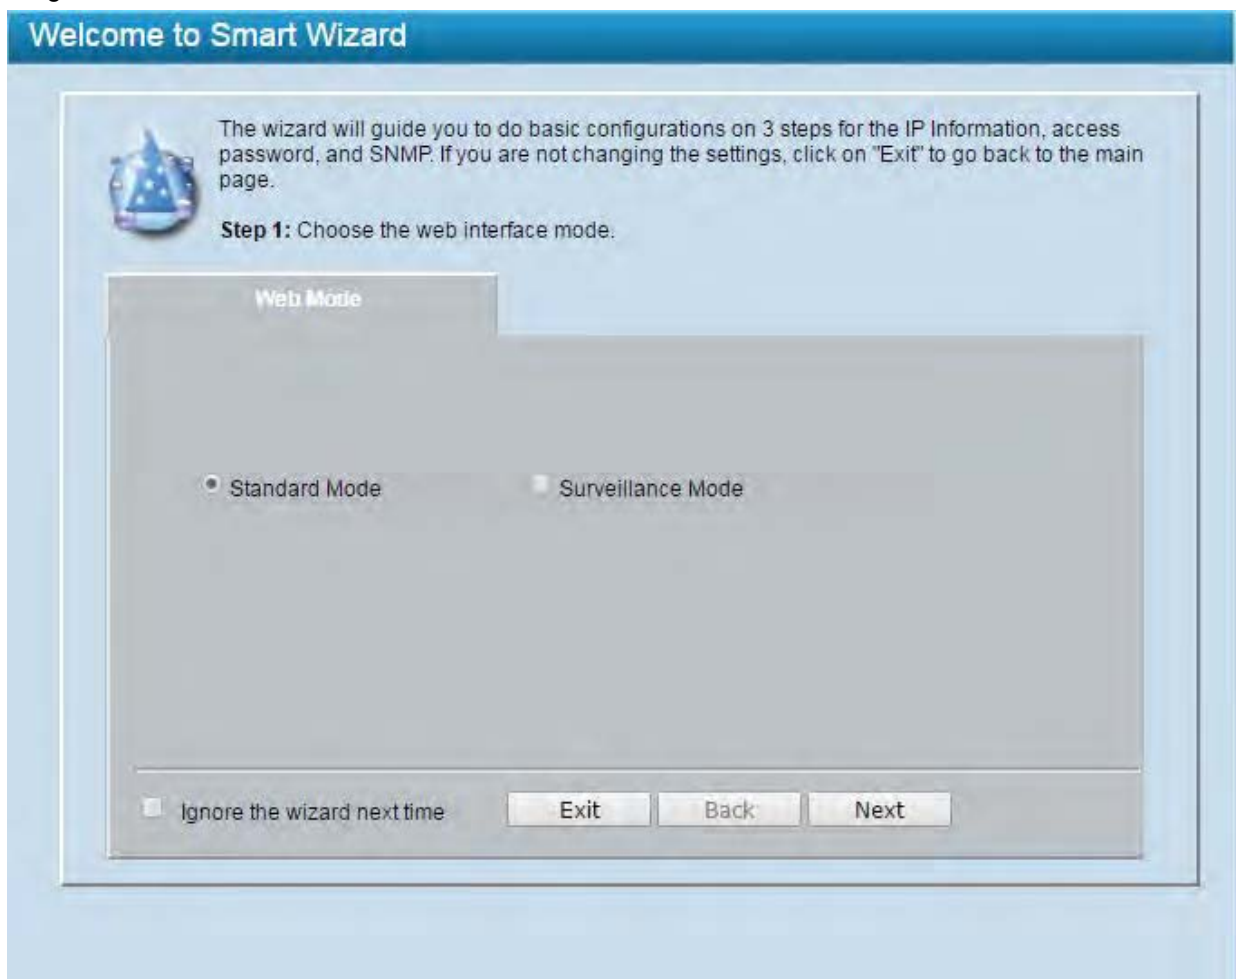 Welcome to Smart Wizard
The wizard will guide you to do basic configurations on 3 steps for the IP Information, access
password, and SNMP. If you are not changing the settings, click on "Exit" to go back to the main
page.
Step 1: Choose the web interface mode.
Web Mode
Standard Mode Surveillance Mode
Ignore the wizard next time Exit Back Next